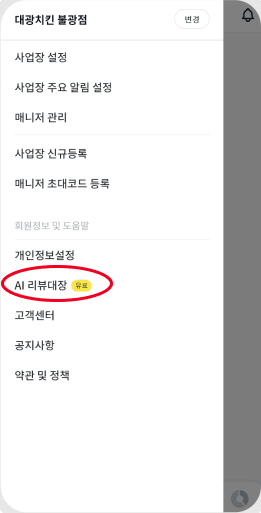 대광치킨 불광점
변경
사업장 설정
사업장 주요 알림 설정
매니저 관리
사업장 신규등록
매니저 초대코드 등록
회원정보 및 도움말
개인정보설정
AI 리뷰대장 유료
고객센터
공지사항
약관 및 정책